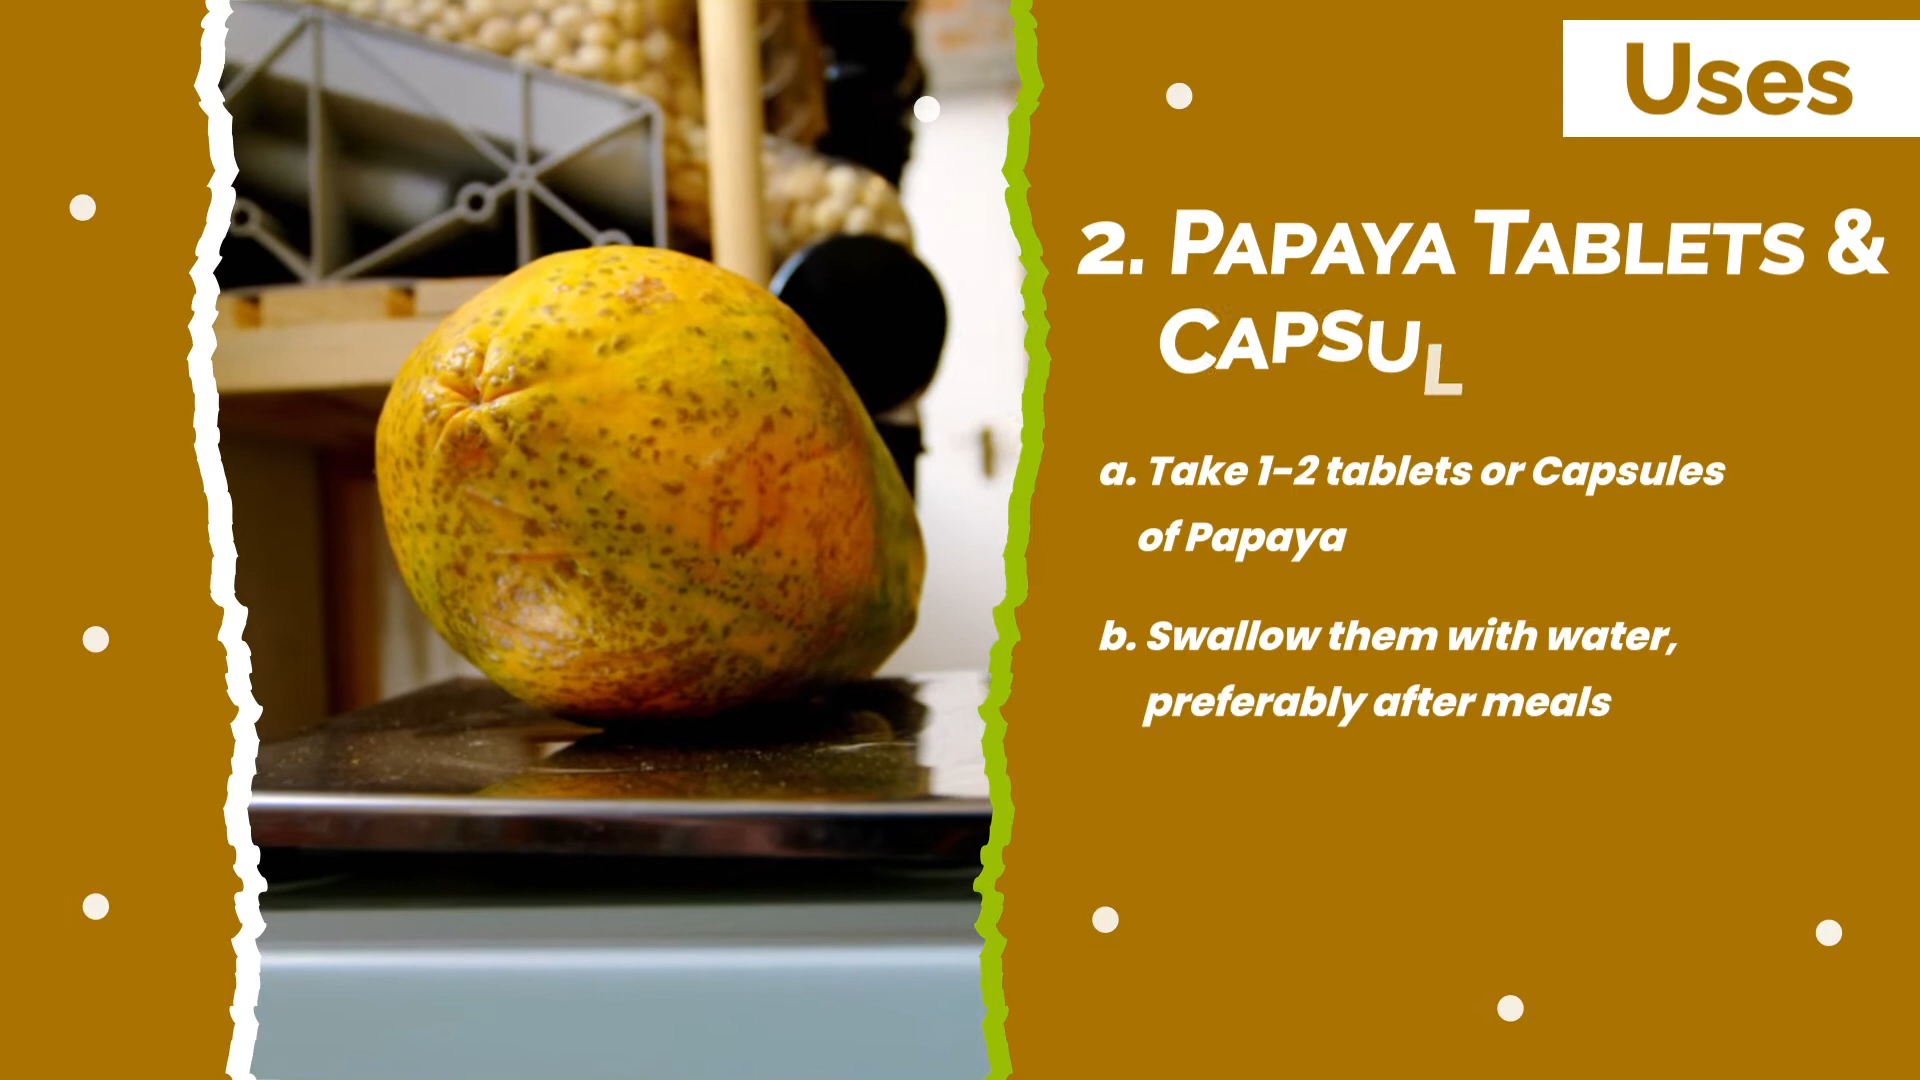 Uses
2. PAPAYA TABLETS &
CAPSUL
a. Take 1-2 tablets or Capsules
of Papaya
b. Swallow them with water,
preferably after meals